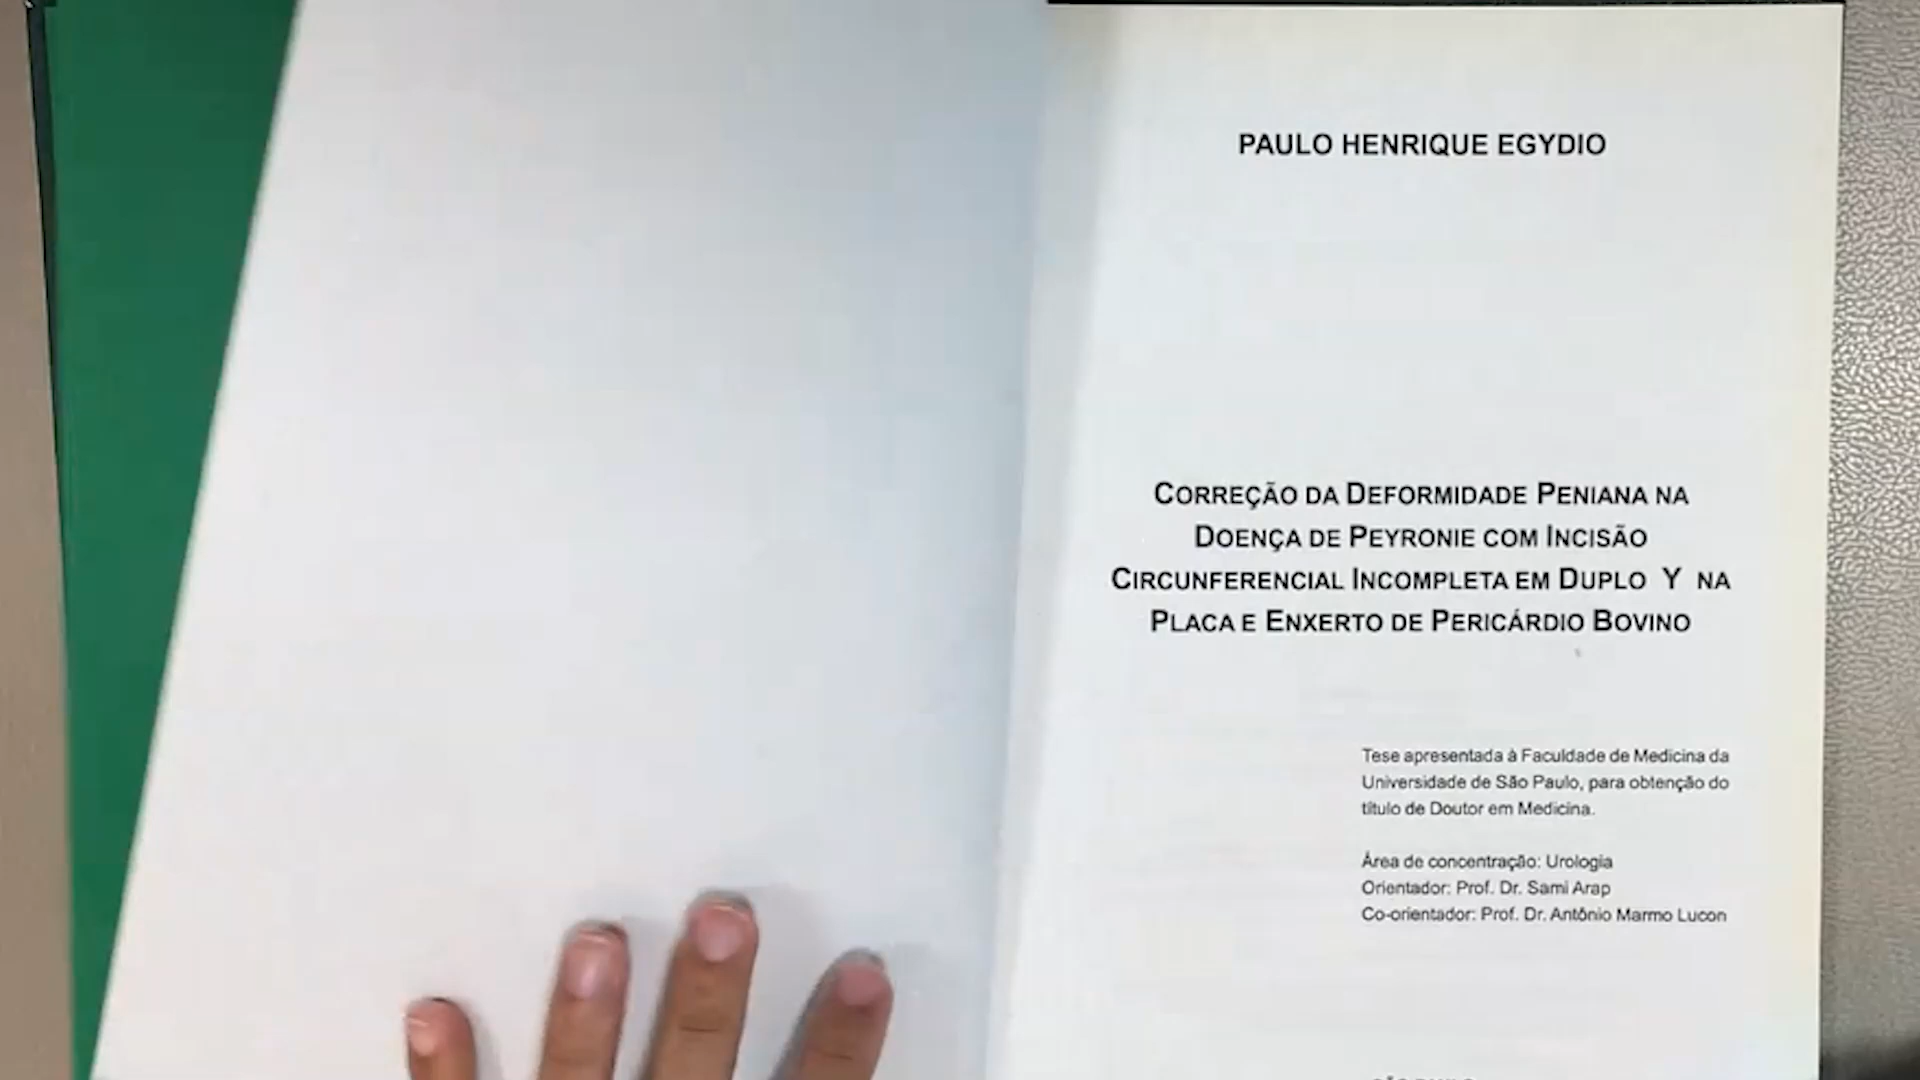 PAULO HENRIQUE EGYDIO
CORREÇÃO DA DEFORMIDADE PENIANA NA
DOENÇA DE PEYRONIE COM INCISÃO
CIRCUNFERENCIAL INCOMPLETA EM DUPLO Y NA
PLACA E ENXERTO DE PERICÁRDIO BOVINO
Tese apresentada à Faculdade de Medicina da
Universidade de São Paulo, para obtenção do
título de Doutor em Medicina.
Área de concentração: Urologia
Orientador: Prof. Dr. Sami Arap
Co-orientador: Prof. Dr. Antônio Marmo Lucon